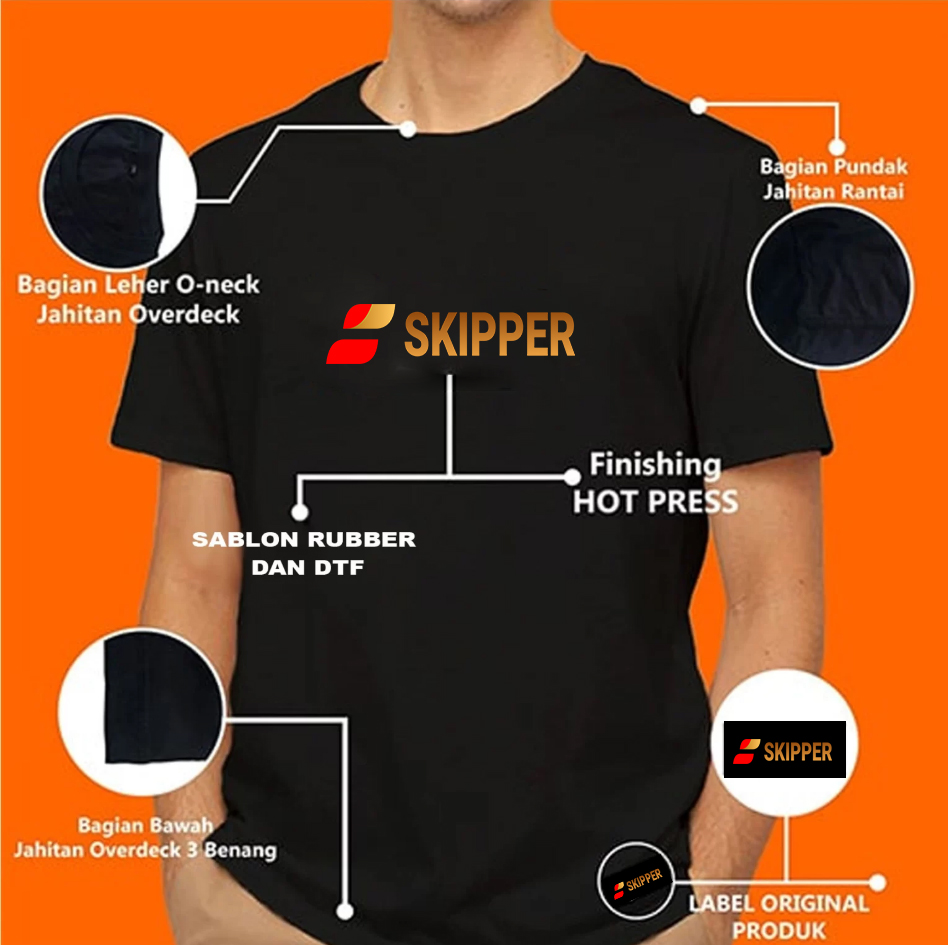 Bagian Pundak
Jahitan Rantai
Bagian Leher O-neck
Jahitan Overdeck
SKIPPER
Finishing
HOT PRESS
SABLON RUBBER
DAN DTF
SKIPPER
Bagian Bawah
Jahitan Overdeck 3 Benang
SKIPPER
LABEL ORIGINAL
PRODUK